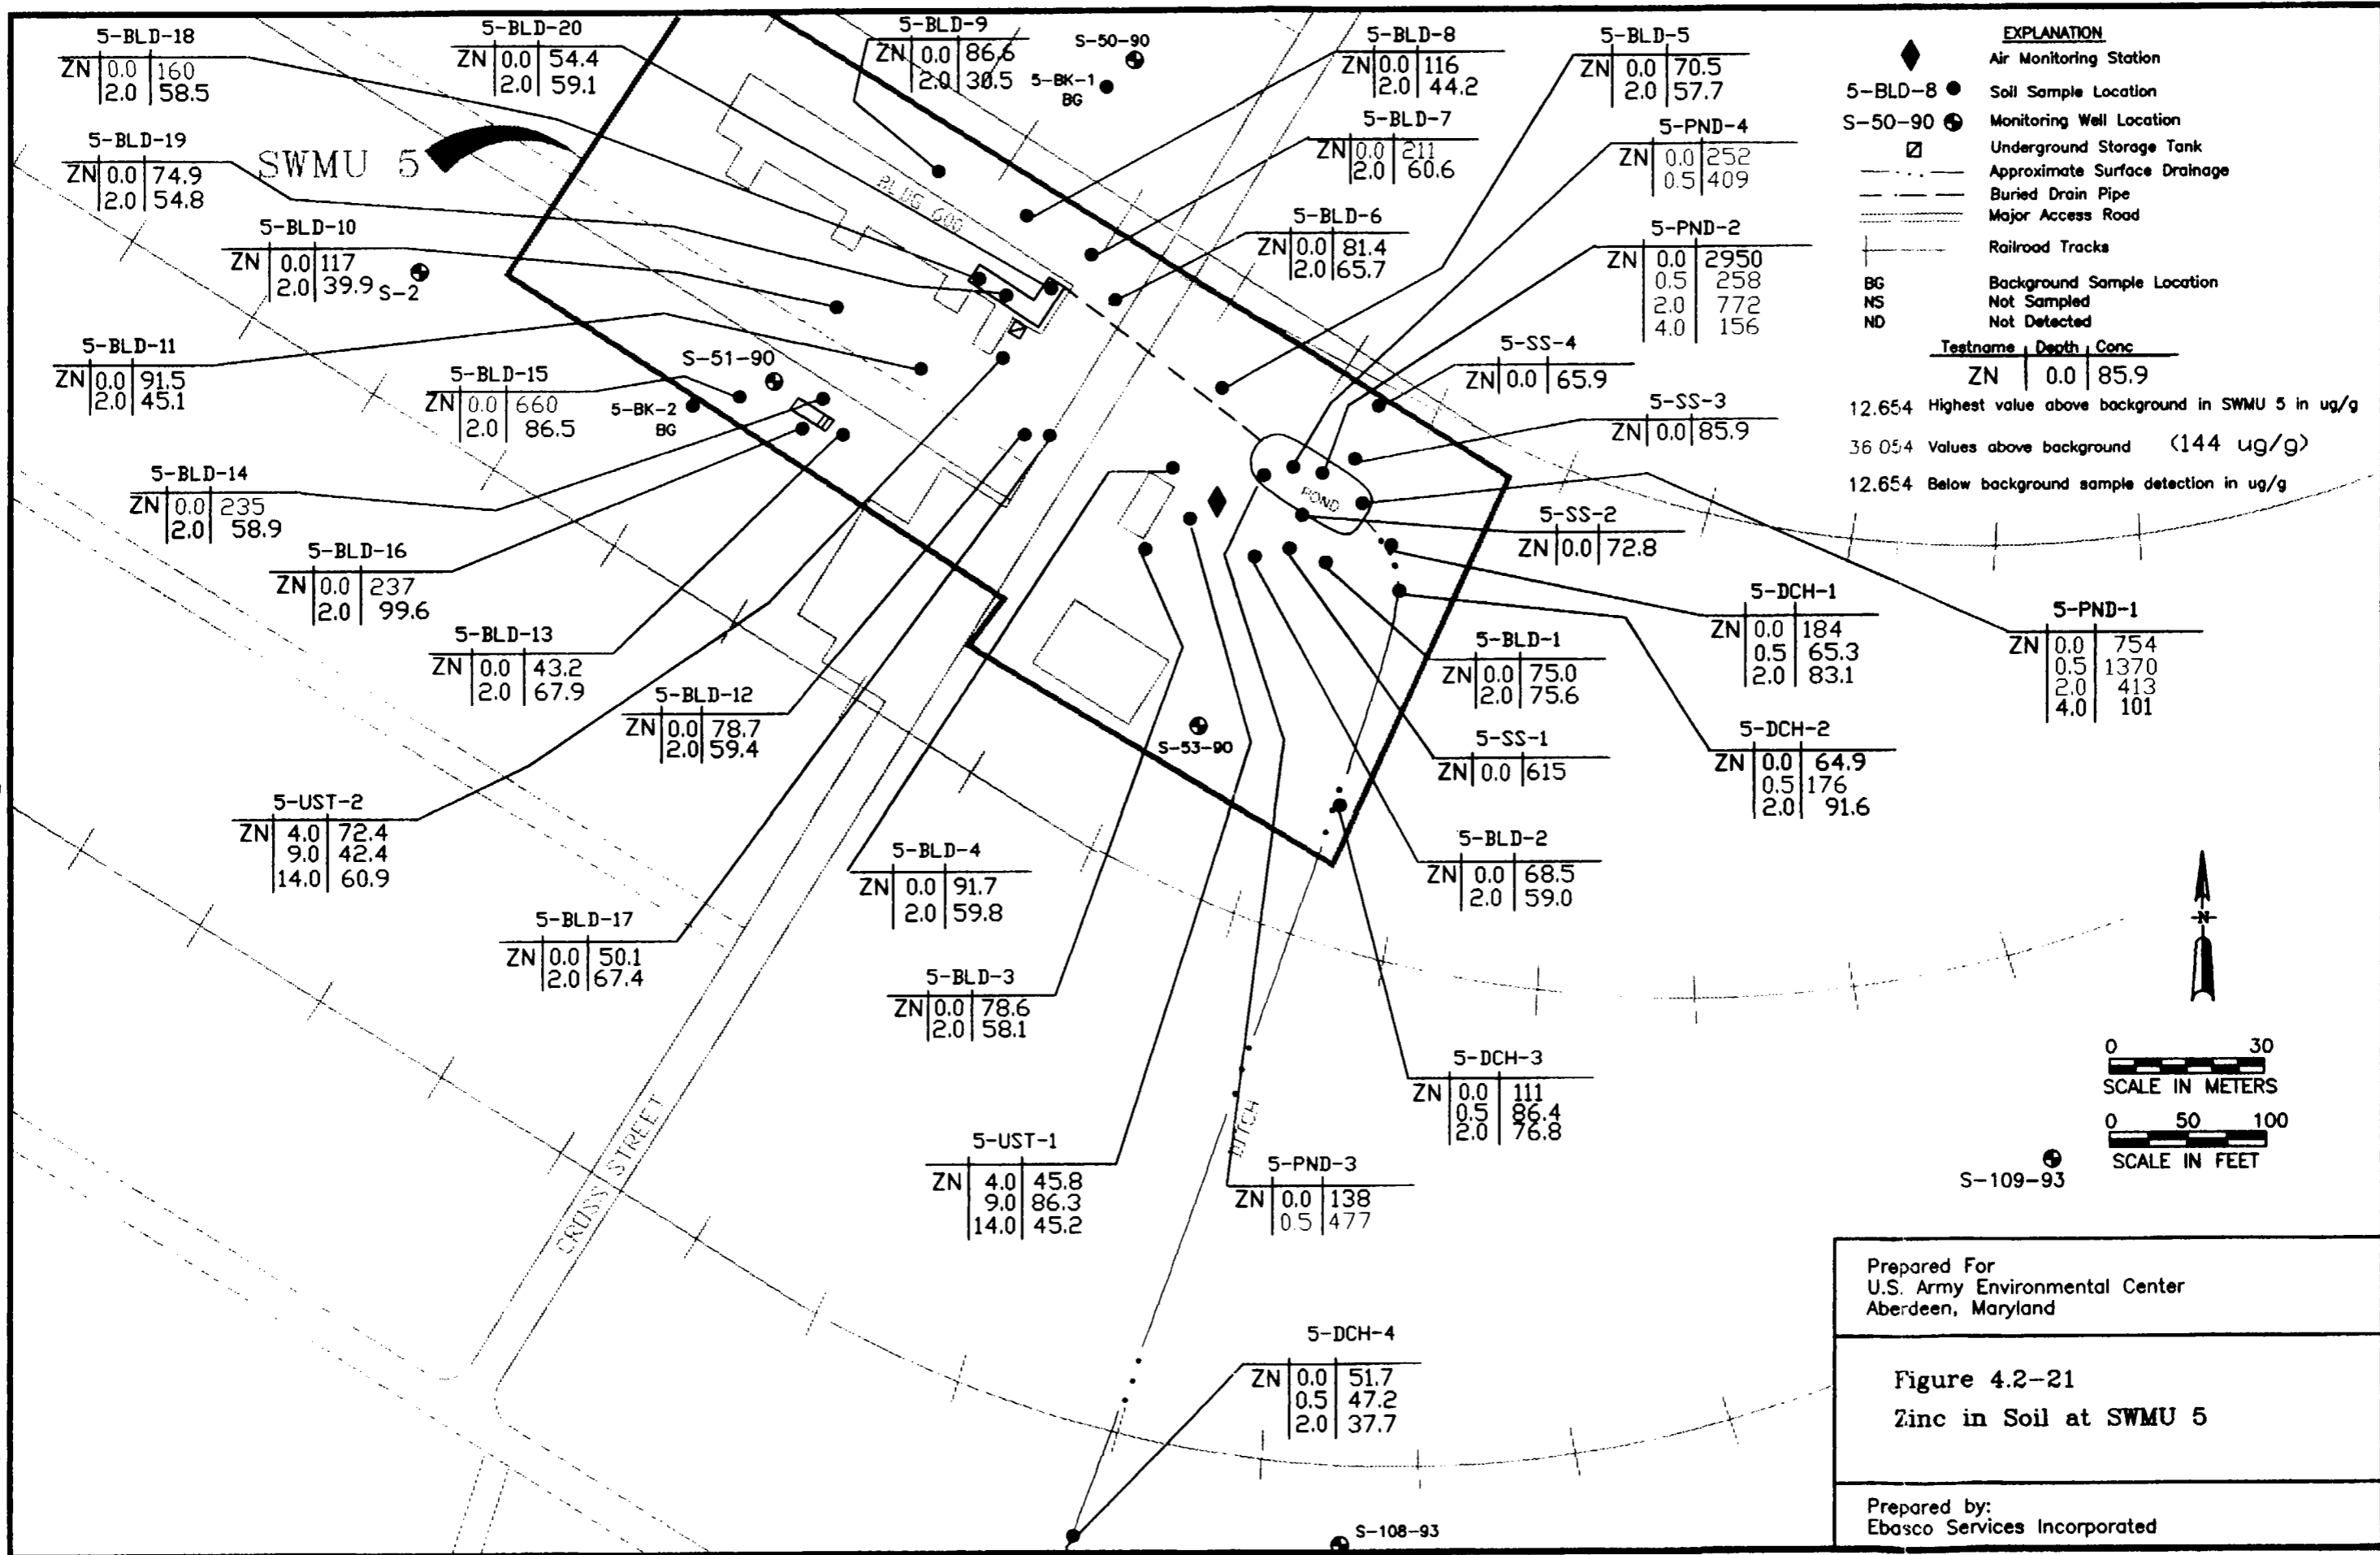 5-BLD-18
ZN 0.0 160
2.0 58.5
5-BLD-20
ZN 0.0 54.4
2.0 59.1
5-BLD-9
ZN 0.0 86.6
2.0 30.5
S-50-90
5-BK-1
BG
5-BLD-8
ZN 0.0 116
2.0 44.2
5-BLD-5
ZN 0.0 70.5
2.0 57.7
5-BLD-19
ZN 0.0 74.9
2.0 54.8
SWMU 5
BLDG 600
5-BLD-7
ZN 0.0 211
2.0 60.6
5-PND-4
ZN 0.0 252
0.5 409
5-BLD-10
ZN 0.0 117
2.0 39.9
S-2
5-BLD-6
ZN 0.0 81.4
2.0 65.7
5-PND-2
ZN 0.0 2950
0.5 258
2.0 772
4.0 156
5-BLD-11
ZN 0.0 91.5
2.0 45.1
5-BLD-15
ZN 0.0 660
2.0 86.5
S-51-90
5-BK-2
BG
5-SS-4
ZN 0.0 65.9
5-SS-3
ZN 0.0 85.9
5-BLD-14
ZN 0.0 235
2.0 58.9
POND
5-SS-2
ZN 0.0 72.8
5-BLD-16
ZN 0.0 237
2.0 99.6
5-DCH-1
ZN 0.0 184
0.5 65.3
2.0 83.1
5-PND-1
ZN 0.0 754
0.5 1370
2.0 413
4.0 101
5-BLD-13
ZN 0.0 43.2
2.0 67.9
5-BLD-1
ZN 0.0 75.0
2.0 75.6
5-BLD-12
ZN 0.0 78.7
2.0 59.4
S-53-90
5-SS-1
ZN 0.0 615
5-DCH-2
ZN 0.0 64.9
0.5 176
2.0 91.6
5-UST-2
ZN 4.0 72.4
9.0 42.4
14.0 60.9
5-BLD-4
ZN 0.0 91.7
2.0 59.8
5-BLD-2
ZN 0.0 68.5
2.0 59.0
5-BLD-17
ZN 0.0 50.1
2.0 67.4
5-BLD-3
ZN 0.0 78.6
2.0 58.1
5-DCH-3
ZN 0.0 111
0.5 86.4
2.0 76.8
CROSS STREET
DITCH
5-UST-1
ZN 4.0 45.8
9.0 86.3
14.0 45.2
5-PND-3
ZN 0.0 138
0.5 477
5-DCH-4
ZN 0.0 51.7
0.5 47.2
2.0 37.7
S-108-93
S-109-93
EXPLANATION
Air Monitoring Station
5-BLD-8 Soil Sample Location
S-50-90 Monitoring Well Location
Underground Storage Tank
Approximate Surface Drainage
Buried Drain Pipe
Major Access Road
Railroad Tracks
BG Background Sample Location
NS Not Sampled
ND Not Detected
Testname Depth Conc
ZN 0.0 85.9
12.654 Highest value above background in SWMU 5 in ug/g
36 054 Values above background (144 ug/g)
12.654 Below background sample detection in ug/g
N
0 30
SCALE IN METERS
0 50 100
SCALE IN FEET
Prepared For
U.S. Army Environmental Center
Aberdeen, Maryland
Figure 4.2-21
Zinc in Soil at SWMU 5
Prepared by:
Ebasco Services Incorporated